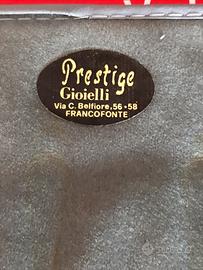 Prestige
Gioielli
Via C. Belfiore,56-58
FRANCOFONTE